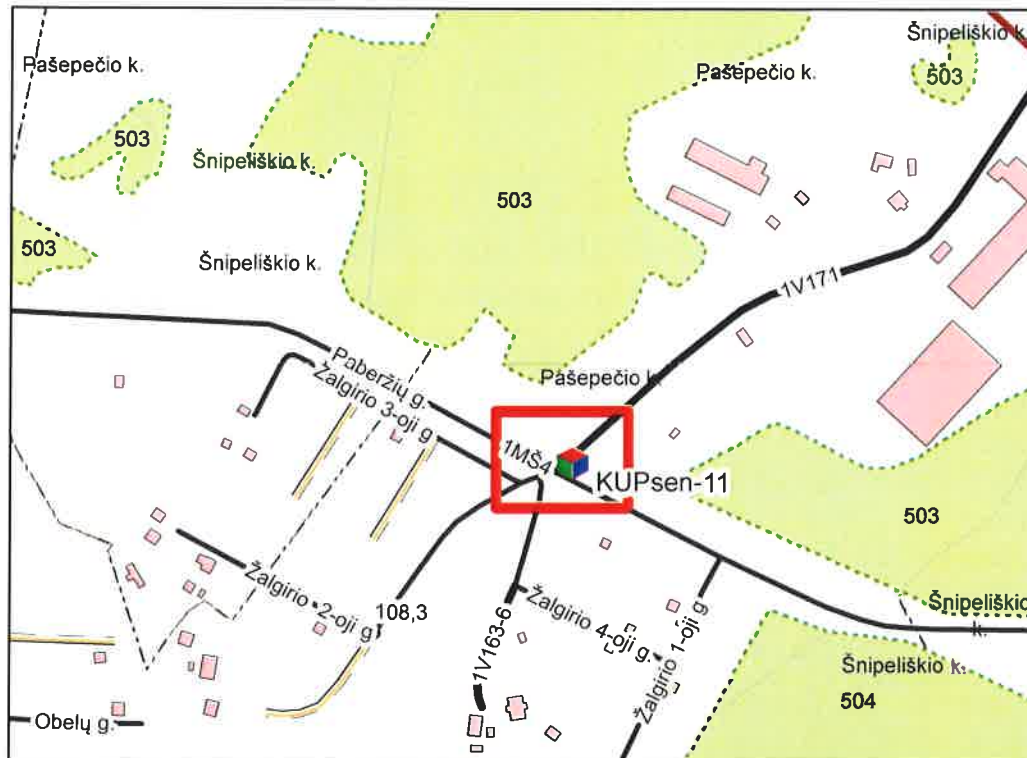 Šnipeliškio k.
Pašepečio k.
Pašepečio k.
503
503
Šnipeliškio k.
503
503
Šnipeliškio k.
1V171
Paberžių g.
Žalgirio 3-oji g
Pašepečio k.
1MŠ4
KUPsen-11
503
Žalgirio 2-oji g
108,3
1V163-6
Žalgirio 4-oji g.
Žalgirio 1-oji g
Šnipeliškio
k.
Šnipeliškio k.
504
Obelų g.